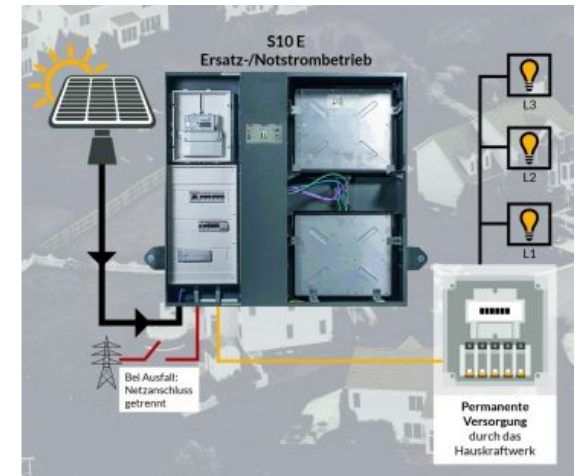 S10 E
Ersatz-/Notstrombetrieb
L3
L2
L1
Bei Ausfall:
Netzanschluss
getrennt
Permanente
Versorgung
durch das
Hauskraftwerk